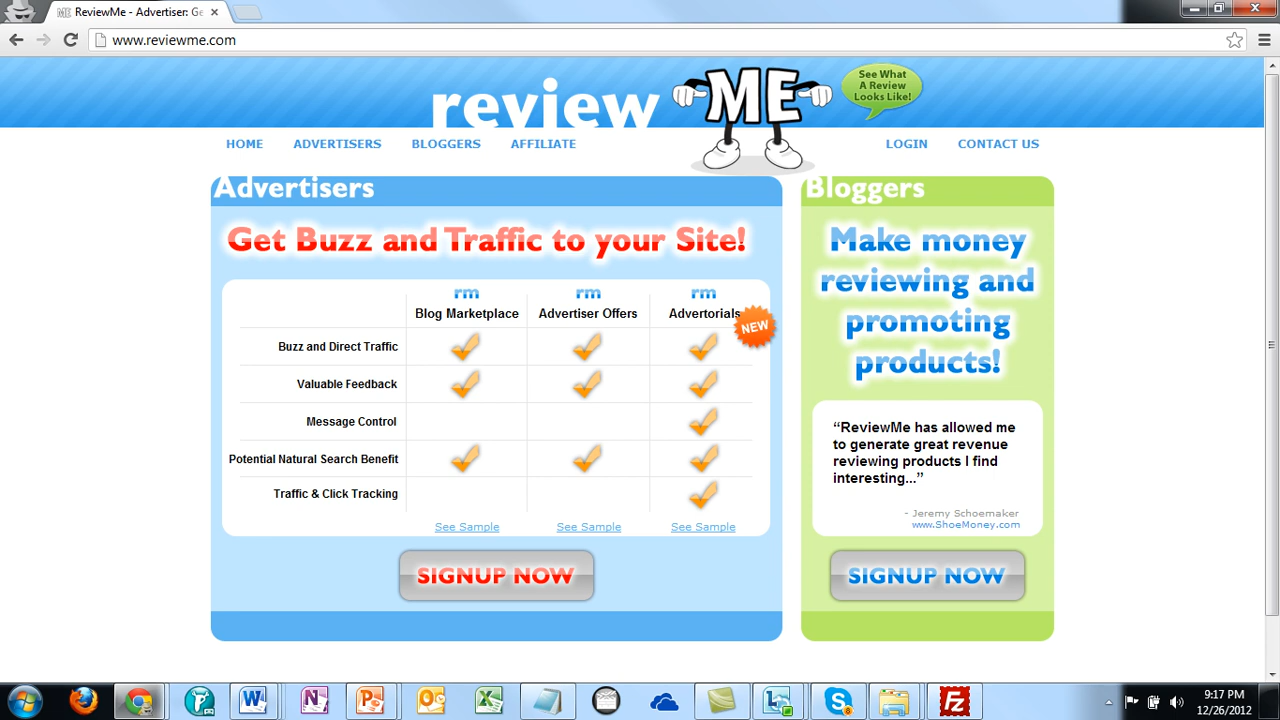 ReviewMe - Advertiser: Ge
www.reviewme.com
review ME
See What
A Review
Looks Like!
HOME ADVERTISERS BLOGGERS AFFILIATE LOGIN CONTACT US
Advertisers
Get Buzz and Traffic to your Site!
rm rm rm
Blog Marketplace Advertiser Offers Advertorials
NEW
Buzz and Direct Traffic
Valuable Feedback
Message Control
Potential Natural Search Benefit
Traffic & Click Tracking
See Sample See Sample See Sample
SIGNUP NOW
Bloggers
Make money
reviewing and
promoting
products!
“ReviewMe has allowed me
to generate great revenue
reviewing products I find
interesting...”
- Jeremy Schoemaker
www.ShoeMoney.com
SIGNUP NOW
9:17 PM
12/26/2012